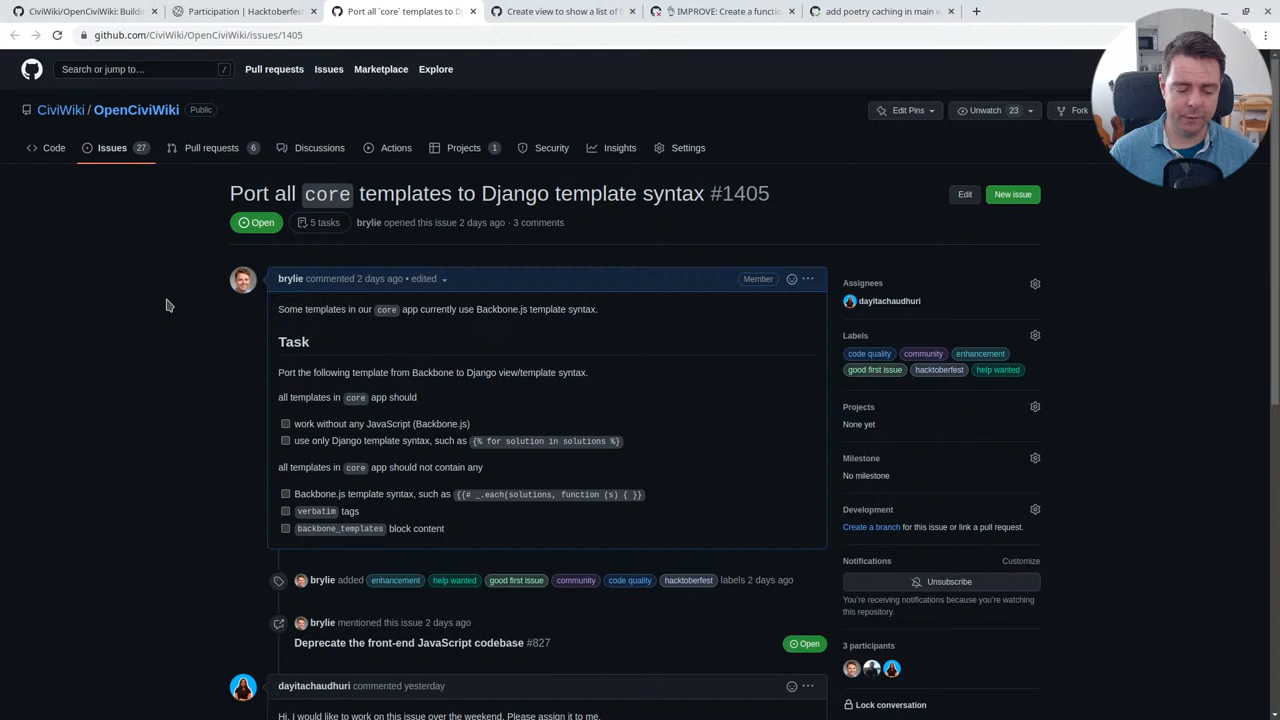 OpenCiviWiki: Buildin
Participation | Hacktoberfes
Port all `core` templates to D
Create view to show a list of f
IMPROVE: Create a functio
add poetry caching in main w
github.com/CiviWiki/OpenCiviWiki/issues/1405
Search or jump to…
/
Pull requests
Issues
Marketplace
Explore
CiviWiki / OpenCiviWiki
Public
Edit Pins
Unwatch 23
Fork
Code
Issues 27
Pull requests 6
Discussions
Actions
Projects 1
Security
Insights
Settings
Port all core templates to Django template syntax #1405
Edit
New issue
Open
5 tasks
brylie opened this issue 2 days ago · 3 comments
brylie commented 2 days ago • edited
Member
Some templates in our core app currently use Backbone.js template syntax.
Task
Port the following template from Backbone to Django view/template syntax.
all templates in core app should
work without any JavaScript (Backbone.js)
use only Django template syntax, such as {% for solution in solutions %}
all templates in core app should not contain any
Backbone.js template syntax, such as {{# _.each(solutions, function (s) { }}
verbatim tags
backbone_templates block content
brylie added enhancement help wanted good first issue community code quality hacktoberfest labels 2 days ago
brylie mentioned this issue 2 days ago
Deprecate the front-end JavaScript codebase #827
Open
dayitachaudhuri commented yesterday
Hi, I would like to work on this issue over the weekend. Please assign it to me.
Assignees
dayitachaudhuri
Labels
code quality community enhancement
good first issue hacktoberfest help wanted
Projects
None yet
Milestone
No milestone
Development
Create a branch for this issue or link a pull request.
Notifications
Customize
Unsubscribe
You're receiving notifications because you're watching
this repository.
3 participants
Lock conversation